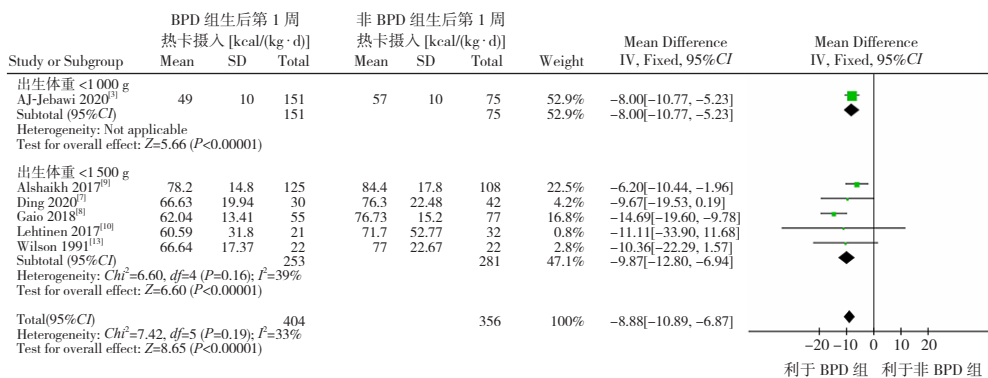 BPD 组生后第 1 周 非 BPD 组生后第 1 周
热卡摄入 [kcal/(kg·d)] 热卡摄入 [kcal/(kg·d)] Mean Difference Mean Difference
Study or Subgroup Mean SD Total Mean SD Total Weight IV, Fixed, 95%CI IV, Fixed, 95%CI
出生体重 <1 000 g
AJ-Jebawi 2020[3] 49 10 151 57 10 75 52.9% -8.00[-10.77, -5.23]
Subtotal (95%CI) 151 75 52.9% -8.00[-10.77, -5.23]
Heterogeneity: Not applicable
Test for overall effect: Z=5.66 (P<0.00001)
出生体重 <1 500 g
Alshaikh 2017[9] 78.2 14.8 125 84.4 17.8 108 22.5% -6.20[-10.44, -1.96]
Ding 2020[7] 66.63 19.94 30 76.3 22.48 42 4.2% -9.67[-19.53, 0.19]
Gaio 2018[8] 62.04 13.41 55 76.73 15.2 77 16.8% -14.69[-19.60, -9.78]
Lehtinen 2017[10] 60.59 31.8 21 71.7 52.77 32 0.8% -11.11[-33.90, 11.68]
Wilson 1991[13] 66.64 17.37 22 77 22.67 22 2.8% -10.36[-22.29, 1.57]
Subtotal (95%CI) 253 281 47.1% -9.87[-12.80, -6.94]
Heterogeneity: Chi²=6.60, df=4 (P=0.16); I²=39%
Test for overall effect: Z=6.60 (P<0.00001)
Total(95%CI) 404 356 100% -8.88[-10.89, -6.87]
Heterogeneity: Chi²=7.42, df=5 (P=0.19); I²=33%
Test for overall effect: Z=8.65 (P<0.00001)
-20 -10 0 10 20
利于 BPD 组 利于非 BPD 组